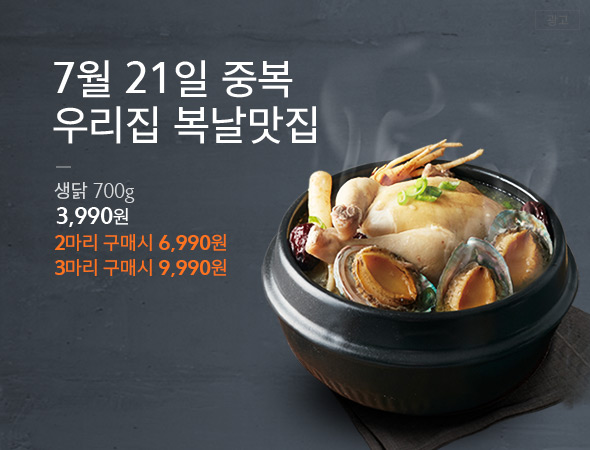 광고
7월 21일 중복
우리집 복날맛집
생닭 700g
3,990원
2마리 구매시 6,990원
3마리 구매시 9,990원